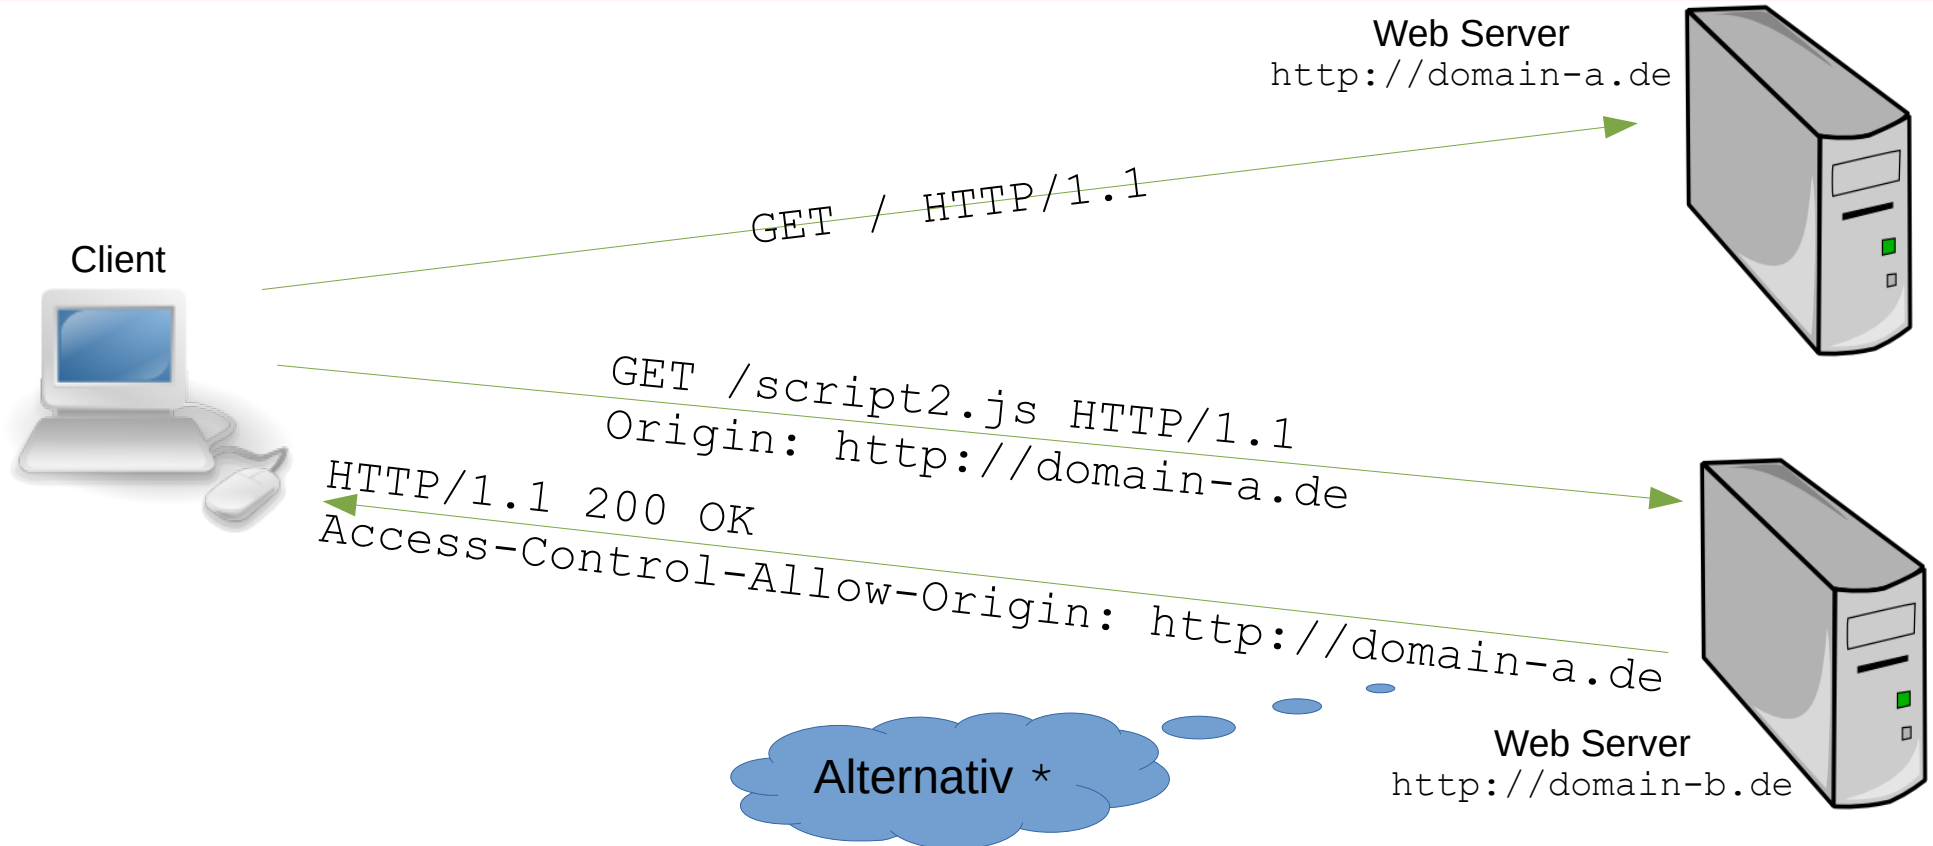 Web Server
http://domain-a.de
GET / HTTP/1.1
Client
GET /script2.js HTTP/1.1
Origin: http://domain-a.de
HTTP/1.1 200 OK
Access-Control-Allow-Origin: http://domain-a.de
Alternativ *
Web Server
http://domain-b.de